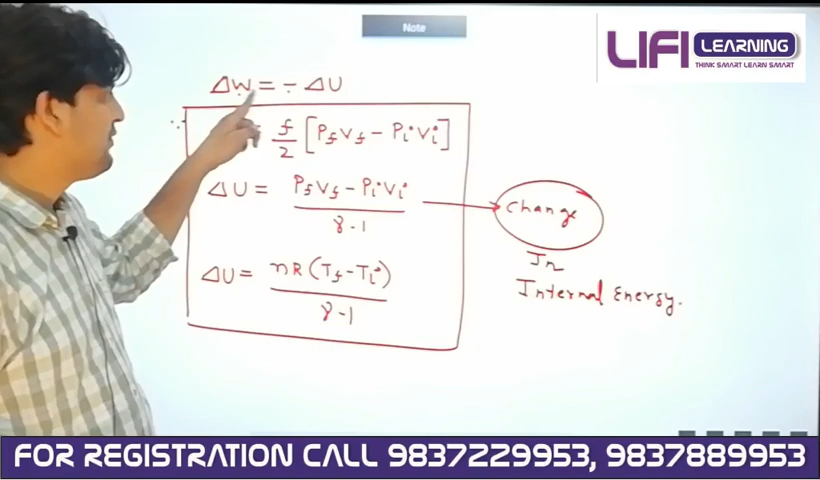 Note
LIFI LEARNING
THINK SMART LEARN SMART
ΔW = - ΔU
∵ = f/2 [PfVf - PiVi]
ΔU = PfVf - PiVi / γ-1
Change
In
Internal Energy.
ΔU = nR(Tf - Ti) / γ-1
FOR REGISTRATION CALL 9837229953, 9837889953